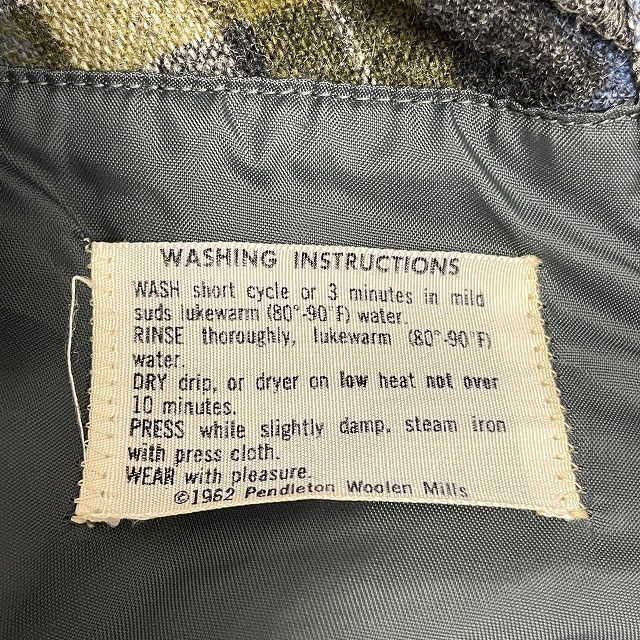 WASHING INSTRUCTIONS
WASH short cycle or 3 minutes in mild
suds lukewarm (80°-90°F) water.
RINSE thoroughly, lukewarm (80°-90°F)
water.
DRY drip, or dryer on low heat not over
10 minutes.
PRESS while slightly damp, steam iron
with press cloth.
WEAR with pleasure.
©1962 Pendleton Woolen Mills